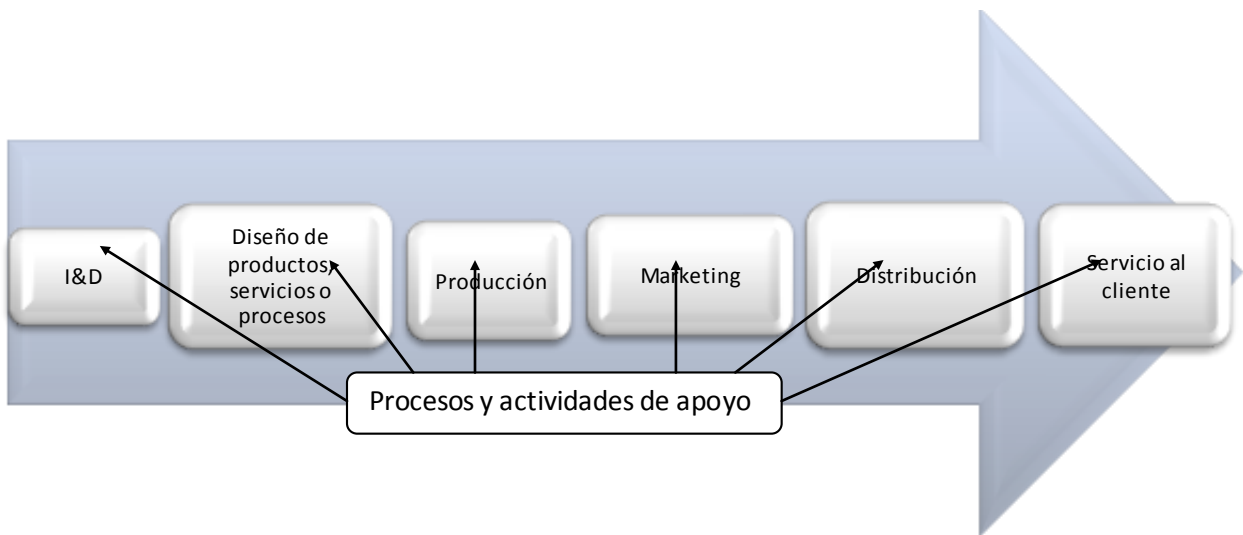 I&D
Diseño de
productos,
servicios o
procesos
Producción
Marketing
Distribución
Servicio al
cliente
Procesos y actividades de apoyo